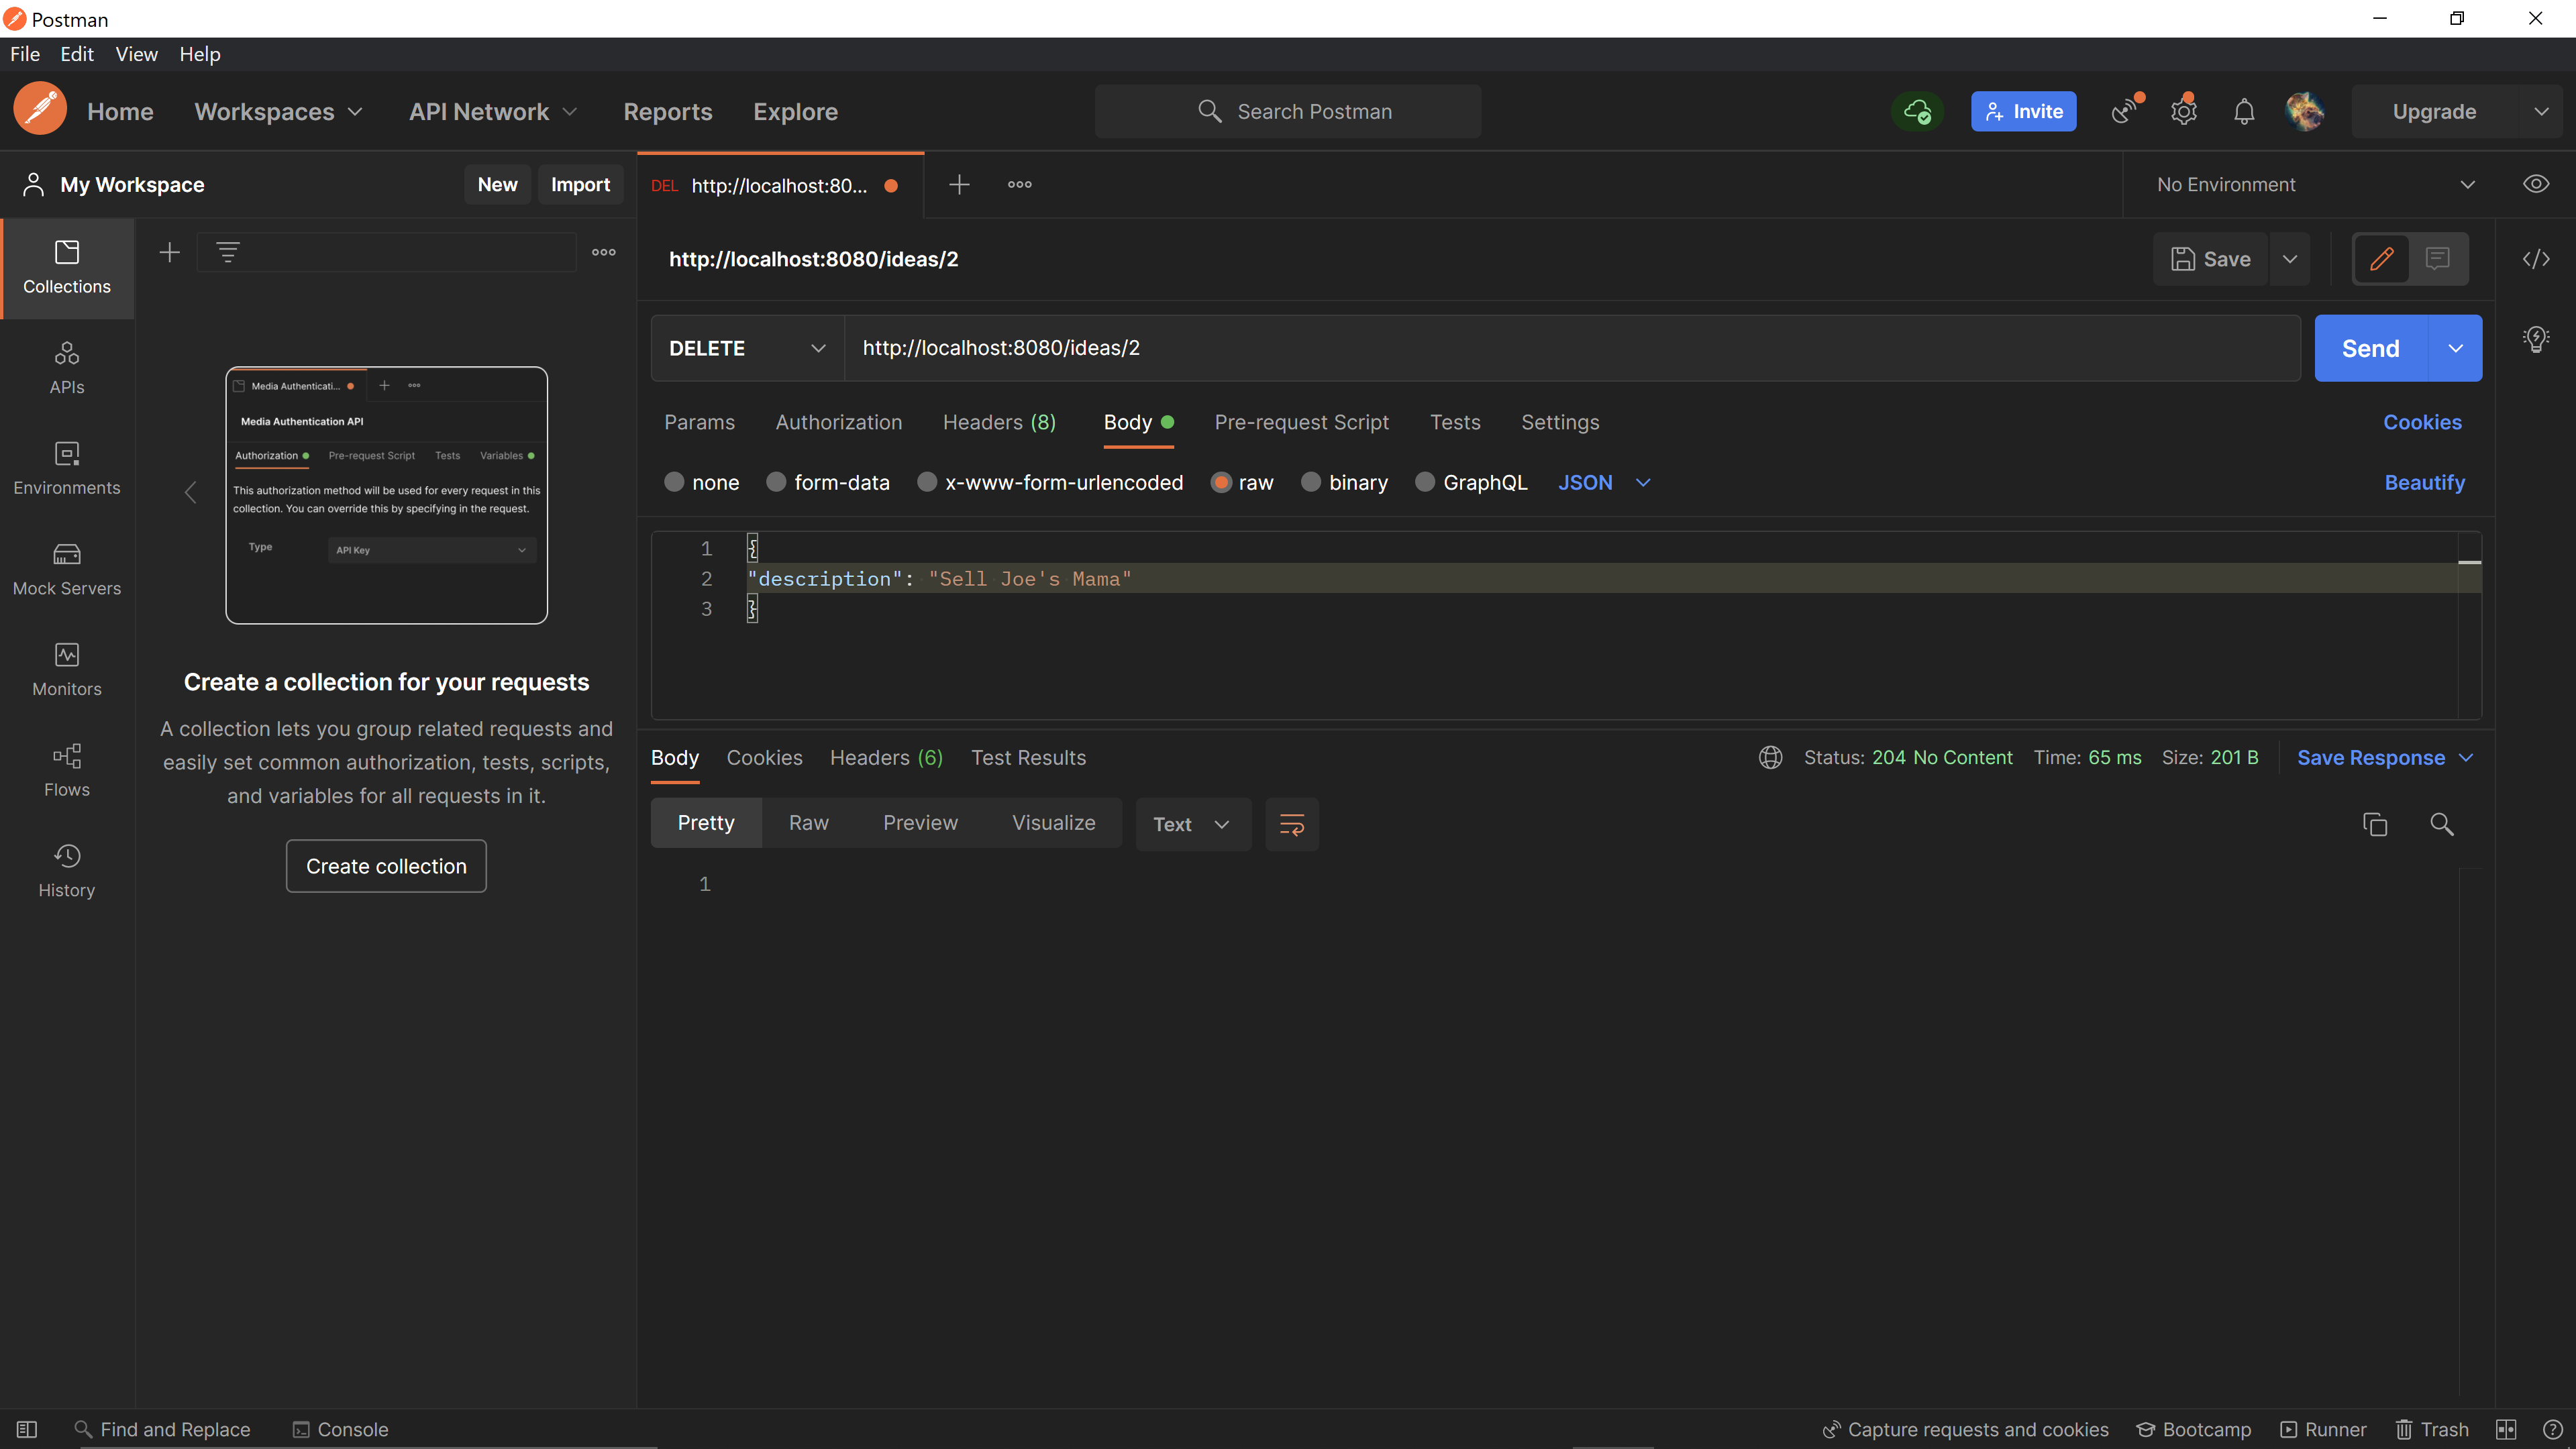 Postman
File Edit View Help
Home Workspaces API Network Reports Explore Search Postman Invite Upgrade
My Workspace New Import DEL http://localhost:80... No Environment
http://localhost:8080/ideas/2 Save
DELETE http://localhost:8080/ideas/2 Send
Params Authorization Headers (8) Body Pre-request Script Tests Settings Cookies
none form-data x-www-form-urlencoded raw binary GraphQL JSON Beautify
1 {
2 "description": "Sell Joe's Mama"
3 }
Collections
APIs
Environments
Mock Servers
Monitors
Flows
History
Media Authenticati...
Media Authentication API
Authorization Pre-request Script Tests Variables
This authorization method will be used for every request in this
collection. You can override this by specifying in the request.
Type API Key
Create a collection for your requests
A collection lets you group related requests and
easily set common authorization, tests, scripts,
and variables for all requests in it.
Create collection
Body Cookies Headers (6) Test Results Status: 204 No Content Time: 65 ms Size: 201 B Save Response
Pretty Raw Preview Visualize Text
1
Find and Replace Console Capture requests and cookies Bootcamp Runner Trash